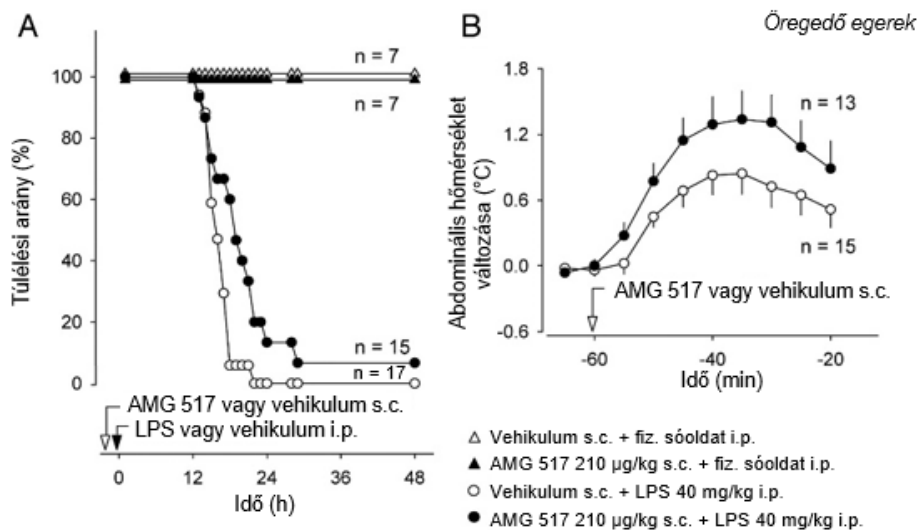 A
B
Öregedő egerek
Túlélési arány (%)
100
80
60
40
20
0
n = 7
n = 7
n = 15
n = 17
AMG 517 vagy vehikulum s.c.
LPS vagy vehikulum i.p.
0 12 24 36 48
Idő (h)
Abdominális hőmérséklet
változása (°C)
1.8
1.2
0.6
0.0
-0.6
n = 13
n = 15
AMG 517 vagy vehikulum s.c.
-60 -40 -20
Idő (min)
Vehikulum s.c. + fiz. sóoldat i.p.
AMG 517 210 µg/kg s.c. + fiz. sóoldat i.p.
Vehikulum s.c. + LPS 40 mg/kg i.p.
AMG 517 210 µg/kg s.c. + LPS 40 mg/kg i.p.